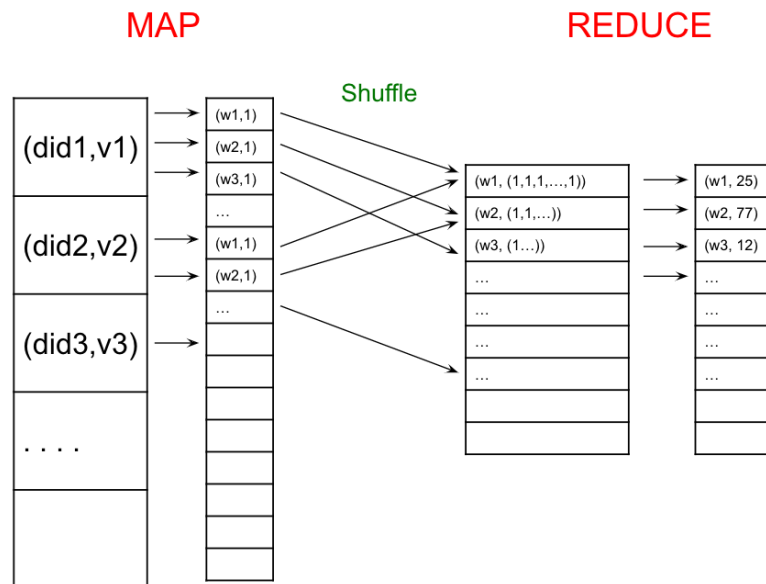 MAP
REDUCE
Shuffle
(did1,v1)
(did2,v2)
(did3,v3)
. . . .
(w1,1)
(w2,1)
(w3,1)
...
(w1,1)
(w2,1)
...
(w1, (1,1,1,...,1))
(w2, (1,1,...))
(w3, (1...))
...
...
...
...
(w1, 25)
(w2, 77)
(w3, 12)
...
...
...
...